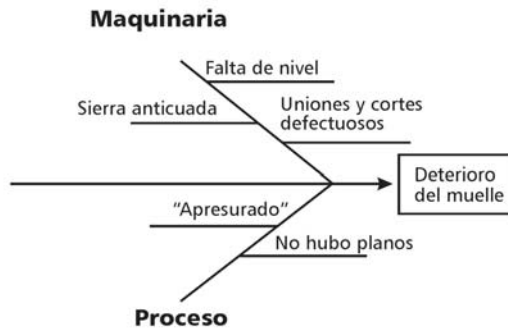 Maquinaria
Falta de nivel
Sierra anticuada
Uniones y cortes
defectuosos
Deterioro
del muelle
"Apresurado"
No hubo planos
Proceso